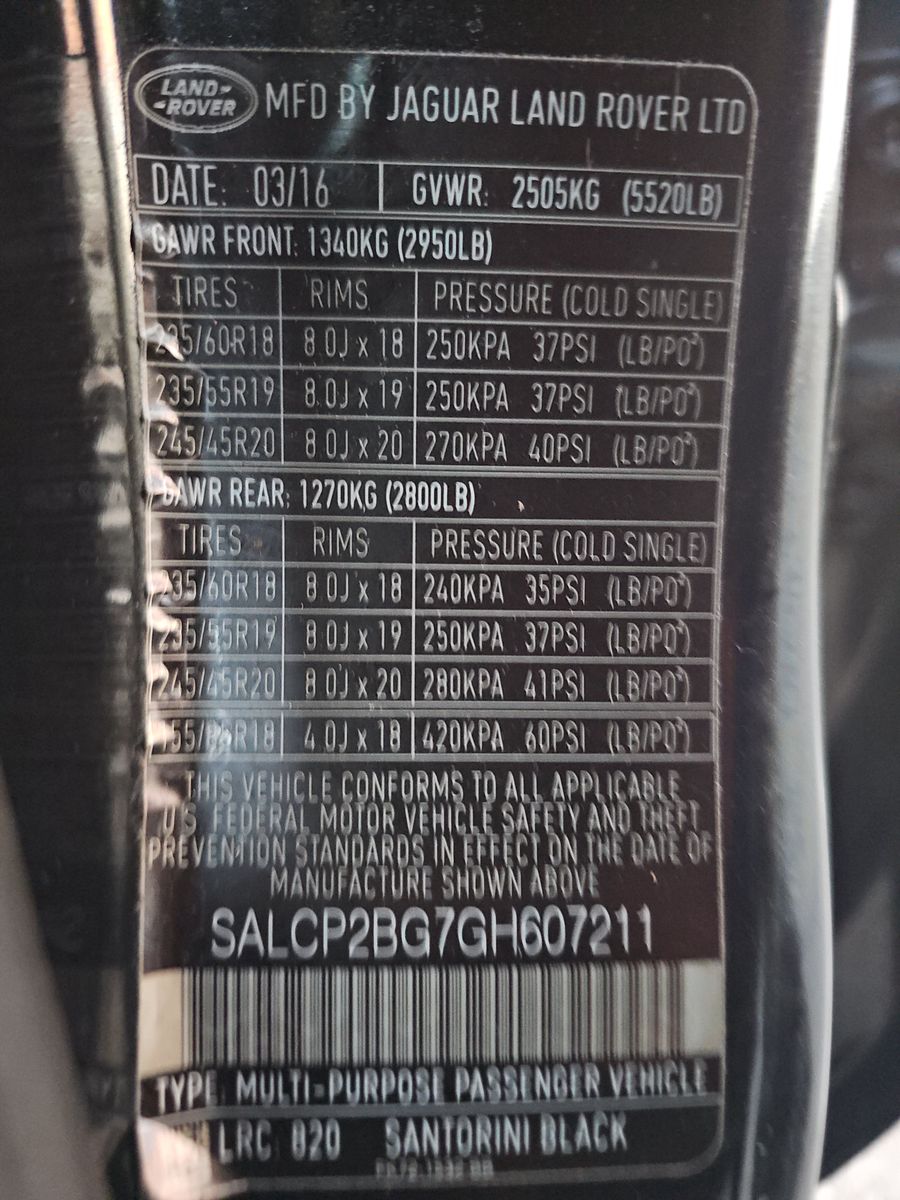 LAND-
-ROVER
MFD BY JAGUAR LAND ROVER LTD
DATE: 03/16 GVWR: 2505KG (5520LB)
GAWR FRONT: 1340KG (2950LB)
TIRES RIMS PRESSURE (COLD SINGLE)
235/60R18 8.0J x 18 250KPA 37PSI (LB/PO²)
235/55R19 8.0J x 19 250KPA 37PSI (LB/PO²)
245/45R20 8.0J x 20 270KPA 40PSI (LB/PO²)
GAWR REAR: 1270KG (2800LB)
TIRES RIMS PRESSURE (COLD SINGLE)
235/60R18 8.0J x 18 240KPA 35PSI (LB/PO²)
235/55R19 8.0J x 19 250KPA 37PSI (LB/PO²)
245/45R20 8.0J x 20 280KPA 41PSI (LB/PO²)
4.0J x 18 420KPA 60PSI (LB/PO²)
THIS VEHICLE CONFORMS TO ALL APPLICABLE
U.S. FEDERAL MOTOR VEHICLE SAFETY AND THEFT
PREVENTION STANDARDS IN EFFECT ON THE DATE OF
MANUFACTURE SHOWN ABOVE
SALCP2BG7GH607211
TYPE: MULTI-PURPOSE PASSENGER VEHICLE
LRC 820 SANTORINI BLACK